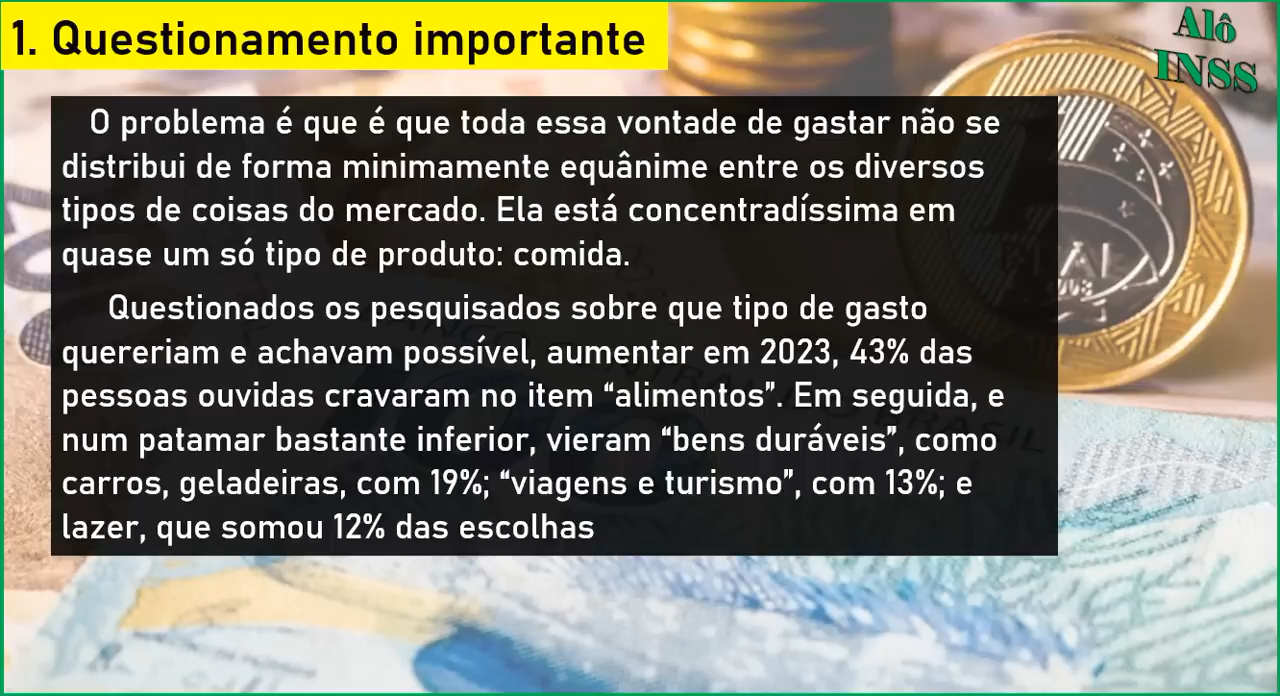 1. Questionamento importante
Alô
INSS
O problema é que é que toda essa vontade de gastar não se
distribui de forma minimamente equânime entre os diversos
tipos de coisas do mercado. Ela está concentradíssima em
quase um só tipo de produto: comida.
Questionados os pesquisados sobre que tipo de gasto
quereriam e achavam possível, aumentar em 2023, 43% das
pessoas ouvidas cravaram no item “alimentos”. Em seguida, e
num patamar bastante inferior, vieram “bens duráveis”, como
carros, geladeiras, com 19%; “viagens e turismo”, com 13%; e
lazer, que somou 12% das escolhas